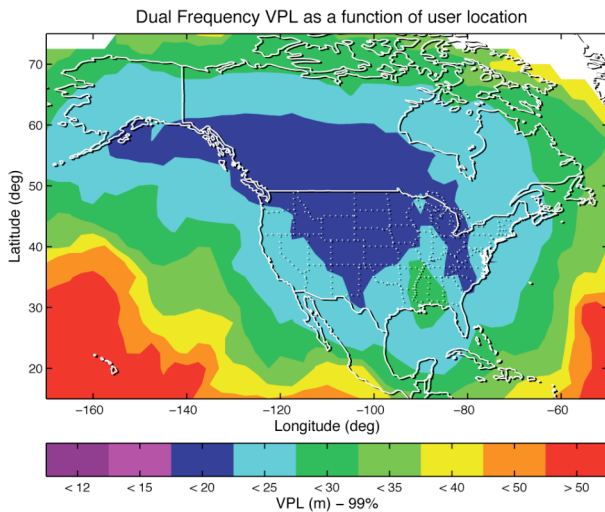 Dual Frequency VPL as a function of user location
70
60
50
40
30
20
Latitude (deg)
−160 −140 −120 −100 −80 −60
Longitude (deg)
< 12 < 15 < 20 < 25 < 30 < 35 < 40 < 50 > 50
VPL (m) − 99%